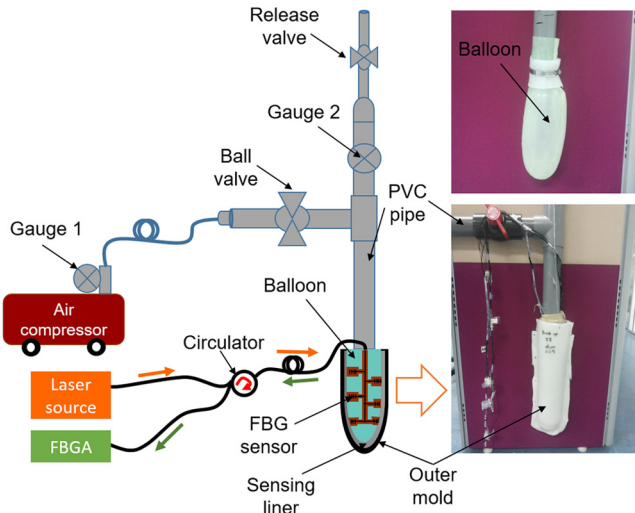 Release
valve
Balloon
Gauge 2
Ball
valve
PVC
pipe
Gauge 1
Balloon
Air
compressor
Circulator
Laser
source
FBG
sensor
FBGA
Sensing
liner
Outer
mold